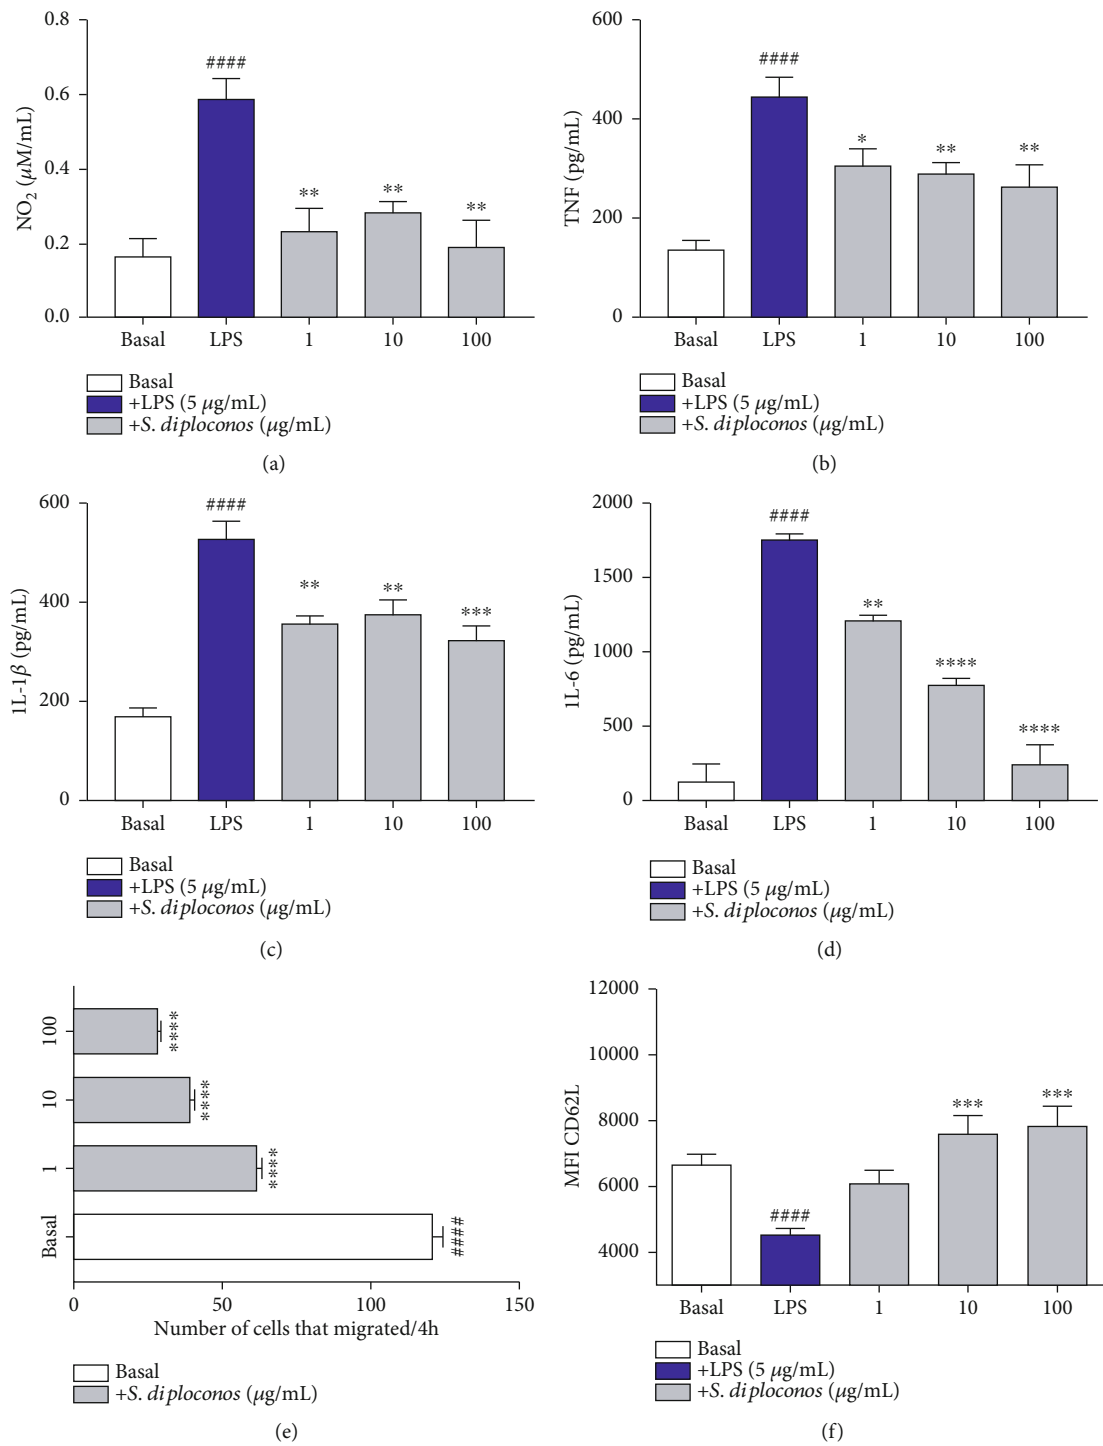 0.8
0.6
0.4
0.2
0.0
NO₂ (μM/mL)
####
**
**
**
Basal LPS 1 10 100
Basal
+LPS (5 μg/mL)
+S. diploconos (μg/mL)
(a)
600
400
200
0
TNF (pg/mL)
####
*
**
**
Basal LPS 1 10 100
Basal
+LPS (5 μg/mL)
+S. diploconos (μg/mL)
(b)
600
400
200
0
1L-1β (pg/mL)
####
**
**
***
Basal LPS 1 10 100
Basal
+LPS (5 μg/mL)
+S. diploconos (μg/mL)
(c)
2000
1500
1000
500
0
1L-6 (pg/mL)
####
**
****
****
Basal LPS 1 10 100
Basal
+LPS (5 μg/mL)
+S. diploconos (μg/mL)
(d)
100
10
1
Basal
****
****
****
####
0 50 100 150
Number of cells that migrated/4h
Basal
+S. diploconos (μg/mL)
(e)
12000
10000
8000
6000
4000
MFI CD62L
####
***
***
Basal LPS 1 10 100
Basal
+LPS (5 μg/mL)
+S. diploconos (μg/mL)
(f)